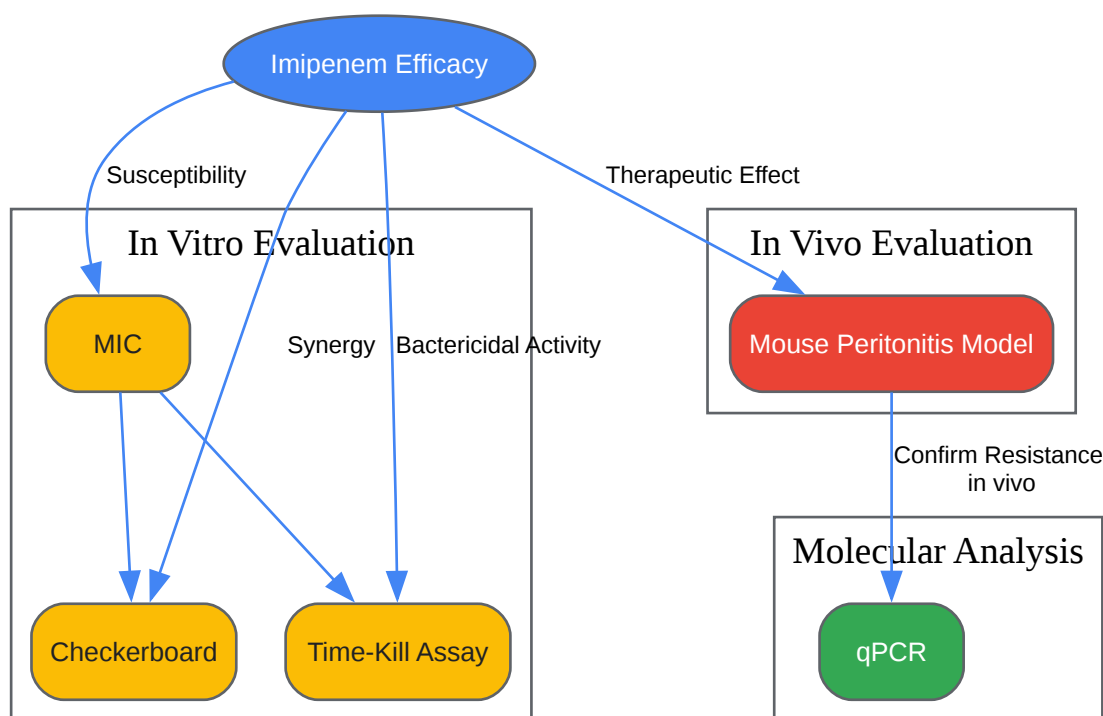 Imipenem Efficacy
Susceptibility
Therapeutic Effect
In Vitro Evaluation
In Vivo Evaluation
MIC
Synergy
Bactericidal Activity
Mouse Peritonitis Model
Confirm Resistance
in vivo
Molecular Analysis
Checkerboard
Time-Kill Assay
qPCR